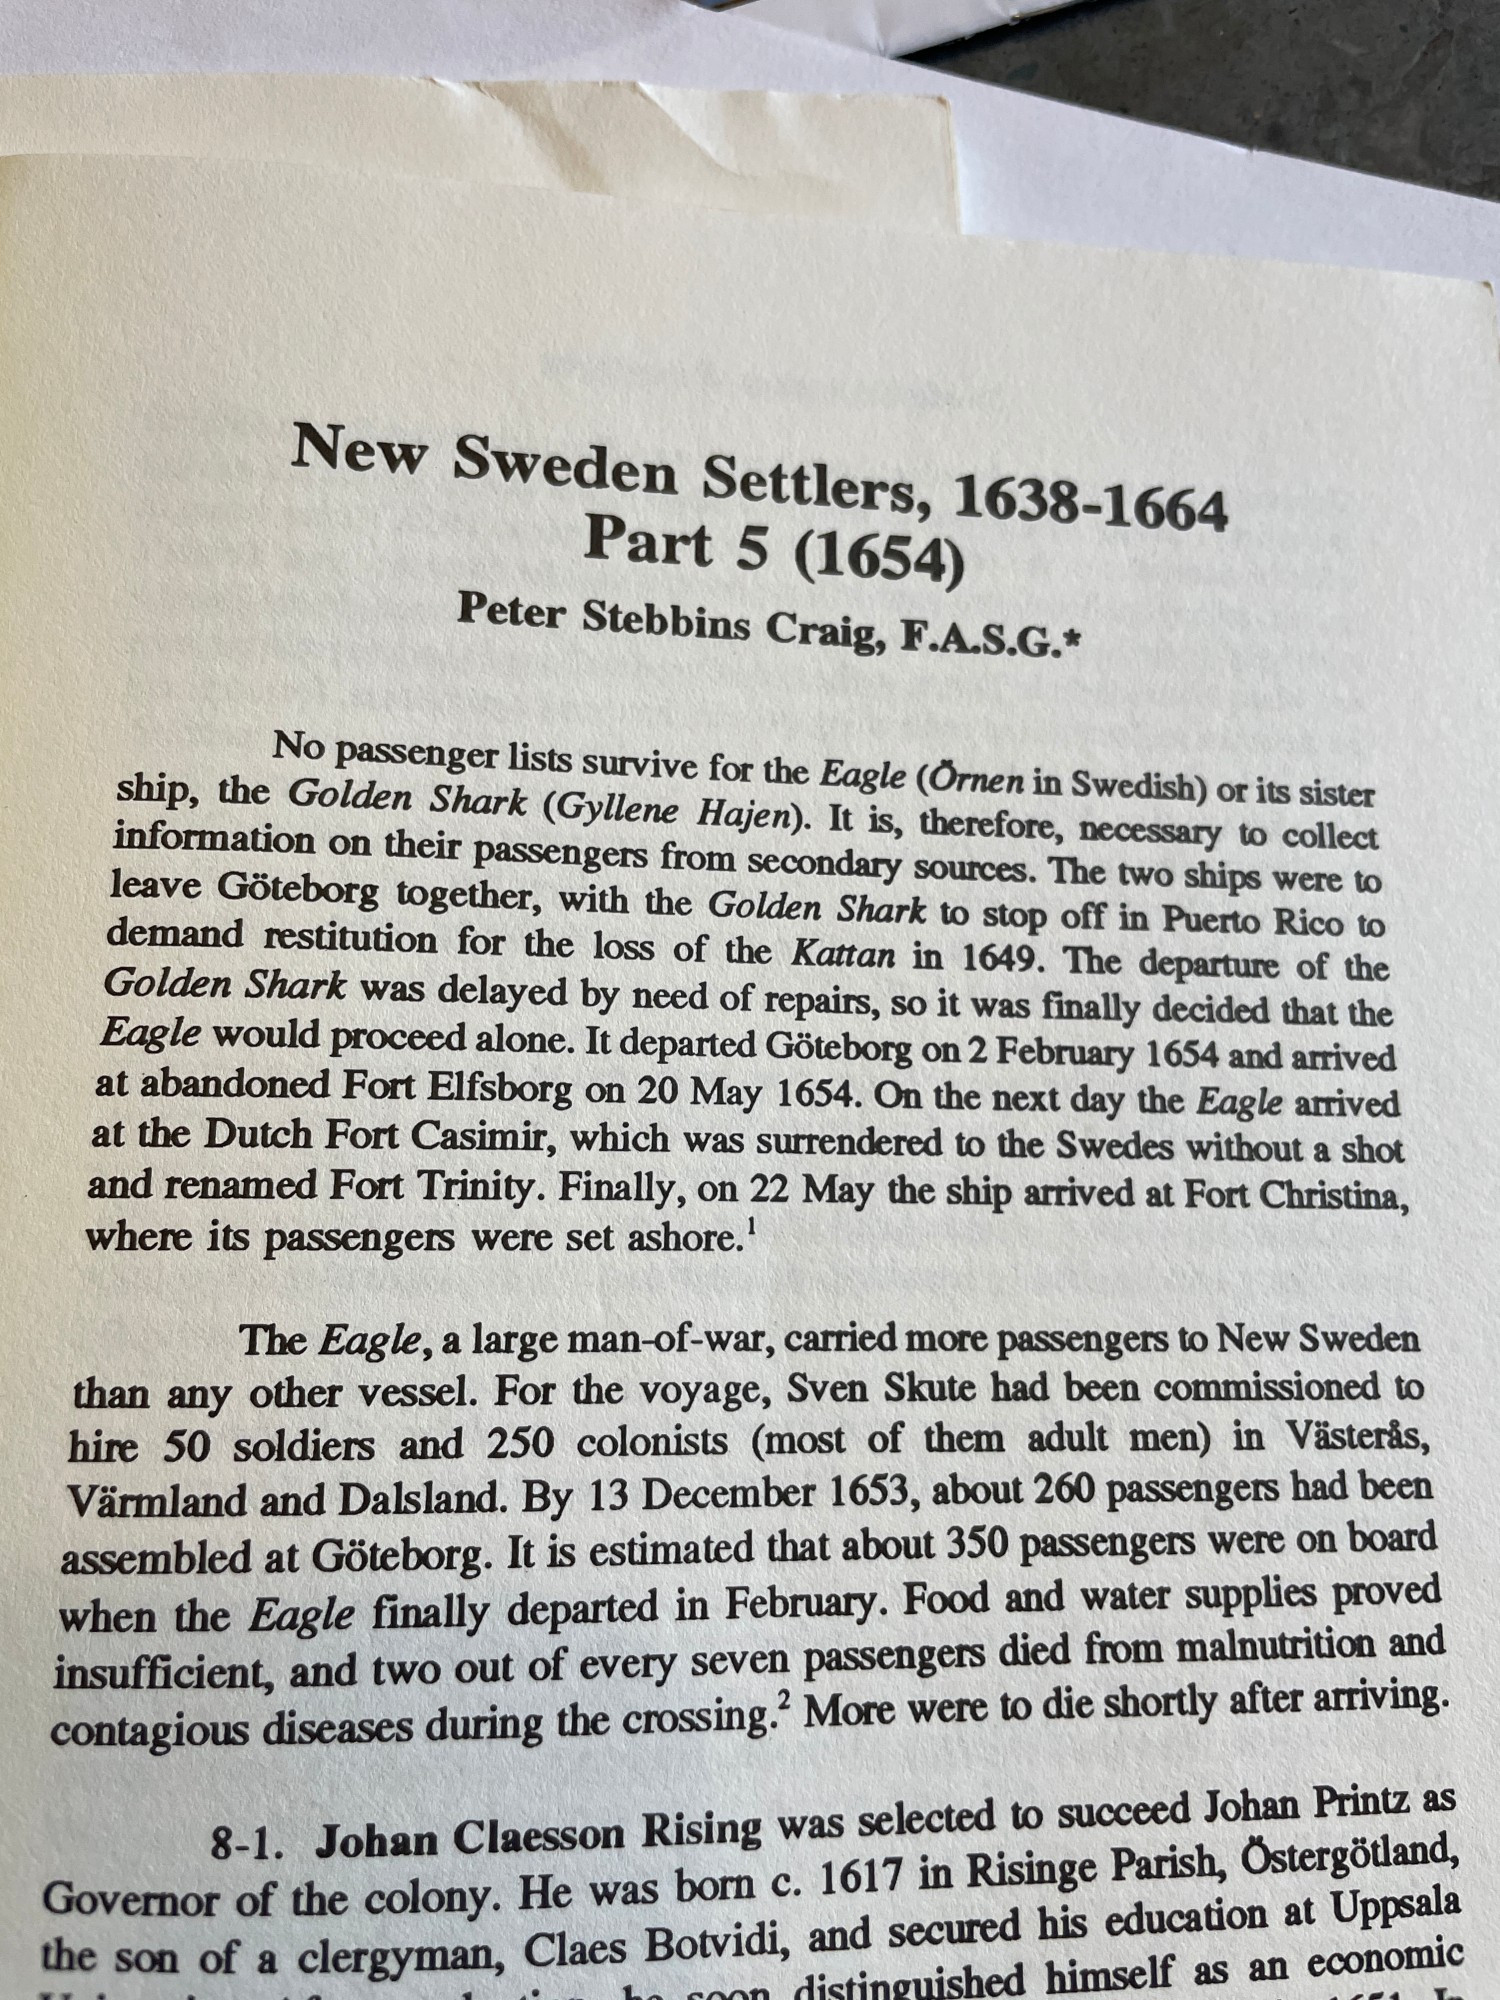 New Sweden Settlers, 1638-1664
Part 5 (1654)
Peter Stebbins Craig, F.A.S.G.*
No passenger lists survive for the Eagle (Örnen in Swedish) or its sister
ship, the Golden Shark (Gyllene Hajen). It is, therefore, necessary to collect
information on their passengers from secondary sources. The two ships were to
leave Göteborg together, with the Golden Shark to stop off in Puerto Rico to
demand restitution for the loss of the Kattan in 1649. The departure of the
Golden Shark was delayed by need of repairs, so it was finally decided that the
Eagle would proceed alone. It departed Göteborg on 2 February 1654 and arrived
at abandoned Fort Elfsborg on 20 May 1654. On the next day the Eagle arrived
at the Dutch Fort Casimir, which was surrendered to the Swedes without a shot
and renamed Fort Trinity. Finally, on 22 May the ship arrived at Fort Christina,
where its passengers were set ashore.¹
The Eagle, a large man-of-war, carried more passengers to New Sweden
than any other vessel. For the voyage, Sven Skute had been commissioned to
hire 50 soldiers and 250 colonists (most of them adult men) in Västerås,
Värmland and Dalsland. By 13 December 1653, about 260 passengers had been
assembled at Göteborg. It is estimated that about 350 passengers were on board
when the Eagle finally departed in February. Food and water supplies proved
insufficient, and two out of every seven passengers died from malnutrition and
contagious diseases during the crossing.² More were to die shortly after arriving.
8-1. Johan Claesson Rising was selected to succeed Johan Printz as
Governor of the colony. He was born c. 1617 in Risinge Parish, Östergötland,
the son of a clergyman, Claes Botvidi, and secured his education at Uppsala
he soon distinguished himself as an economic